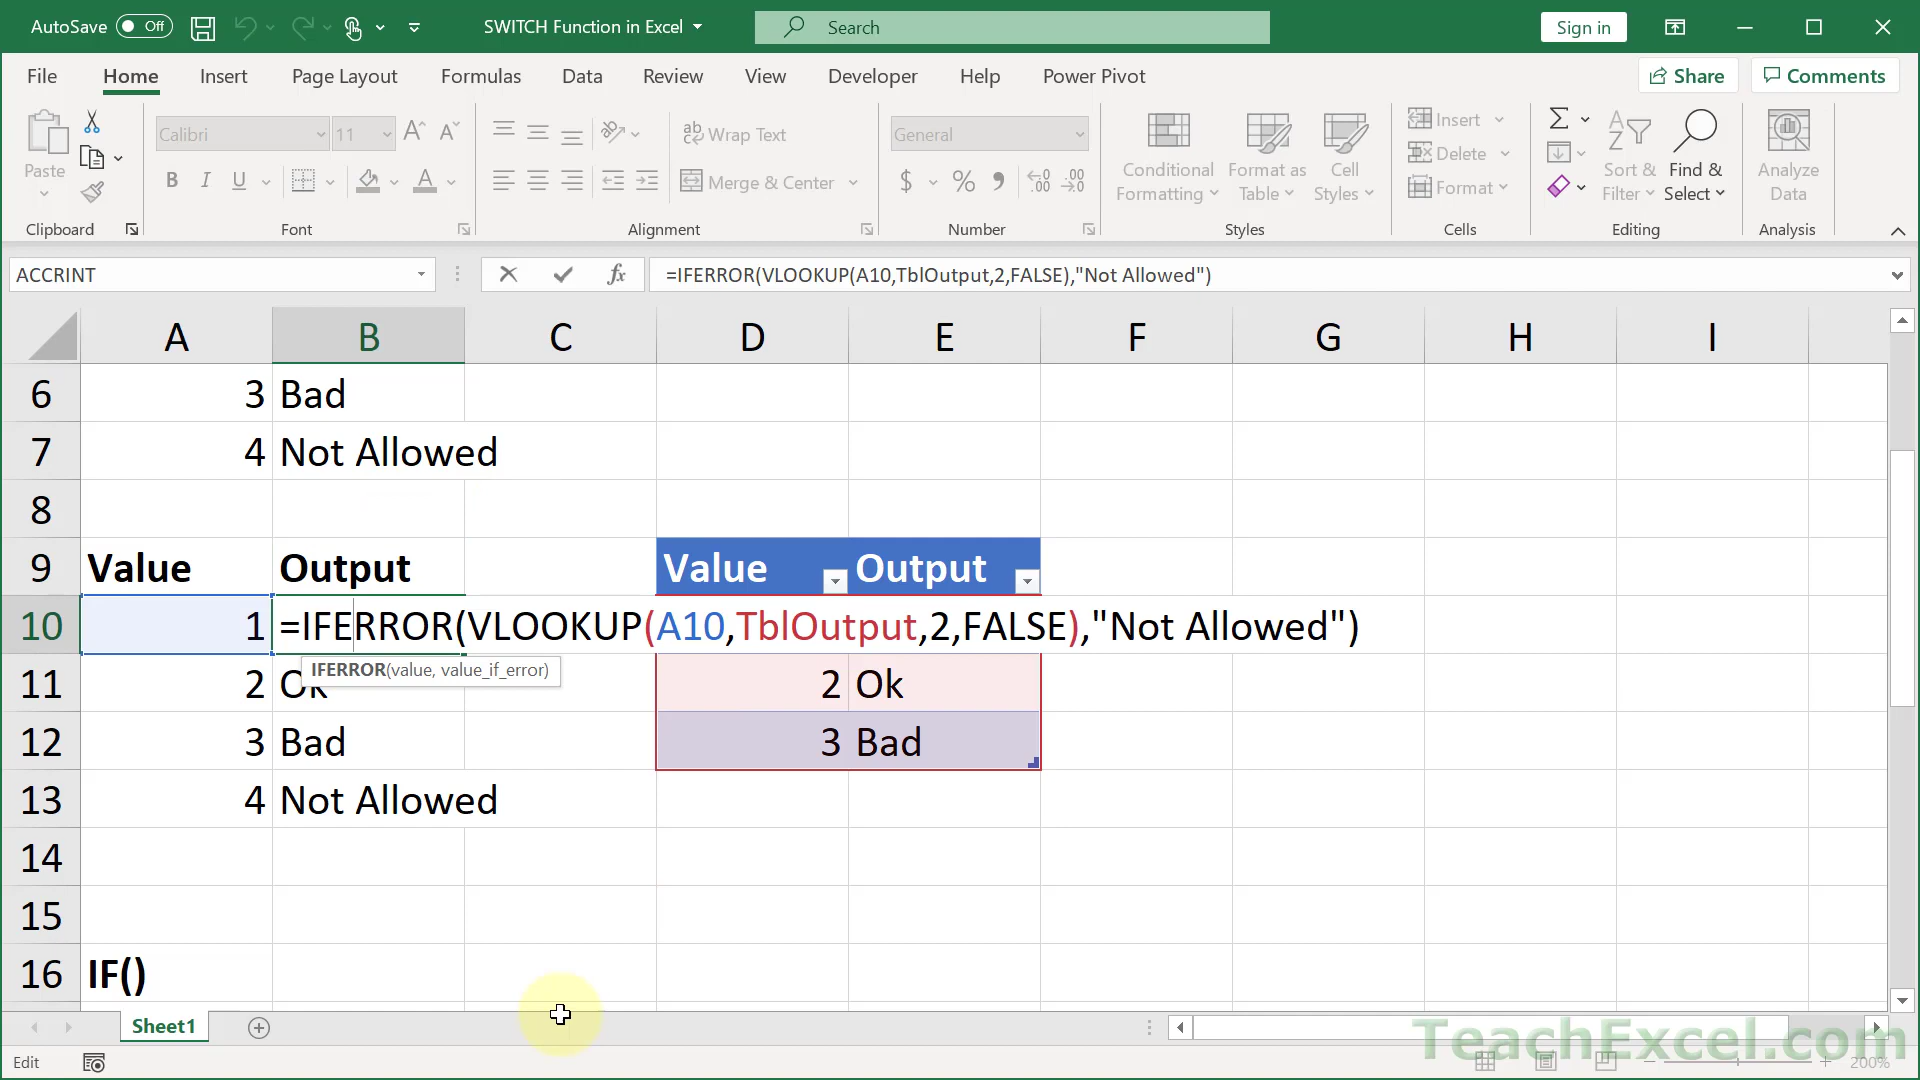 AutoSave Off SWITCH Function in Excel Search Sign in
File Home Insert Page Layout Formulas Data Review View Developer Help Power Pivot Share Comments
Paste
Clipboard
Calibri 11
B I U
Font
Wrap Text
Merge & Center
Alignment
General
$ % 9
Number
Conditional Formatting
Format as Table
Cell Styles
Styles
Insert
Delete
Format
Cells
Sort & Filter
Find & Select
Editing
Analyze Data
Analysis
ACCRINT fx =IFERROR(VLOOKUP(A10,TblOutput,2,FALSE),"Not Allowed")
A B C D E F G H I
6 3 Bad
7 4 Not Allowed
8
9 Value Output Value Output
10 1 =IFERROR(VLOOKUP(A10,TblOutput,2,FALSE),"Not Allowed")
IFERROR(value, value_if_error)
11 2 Ok 2 Ok
12 3 Bad 3 Bad
13 4 Not Allowed
14
15
16 IF()
Sheet1
TeachExcel.com
Edit 200%